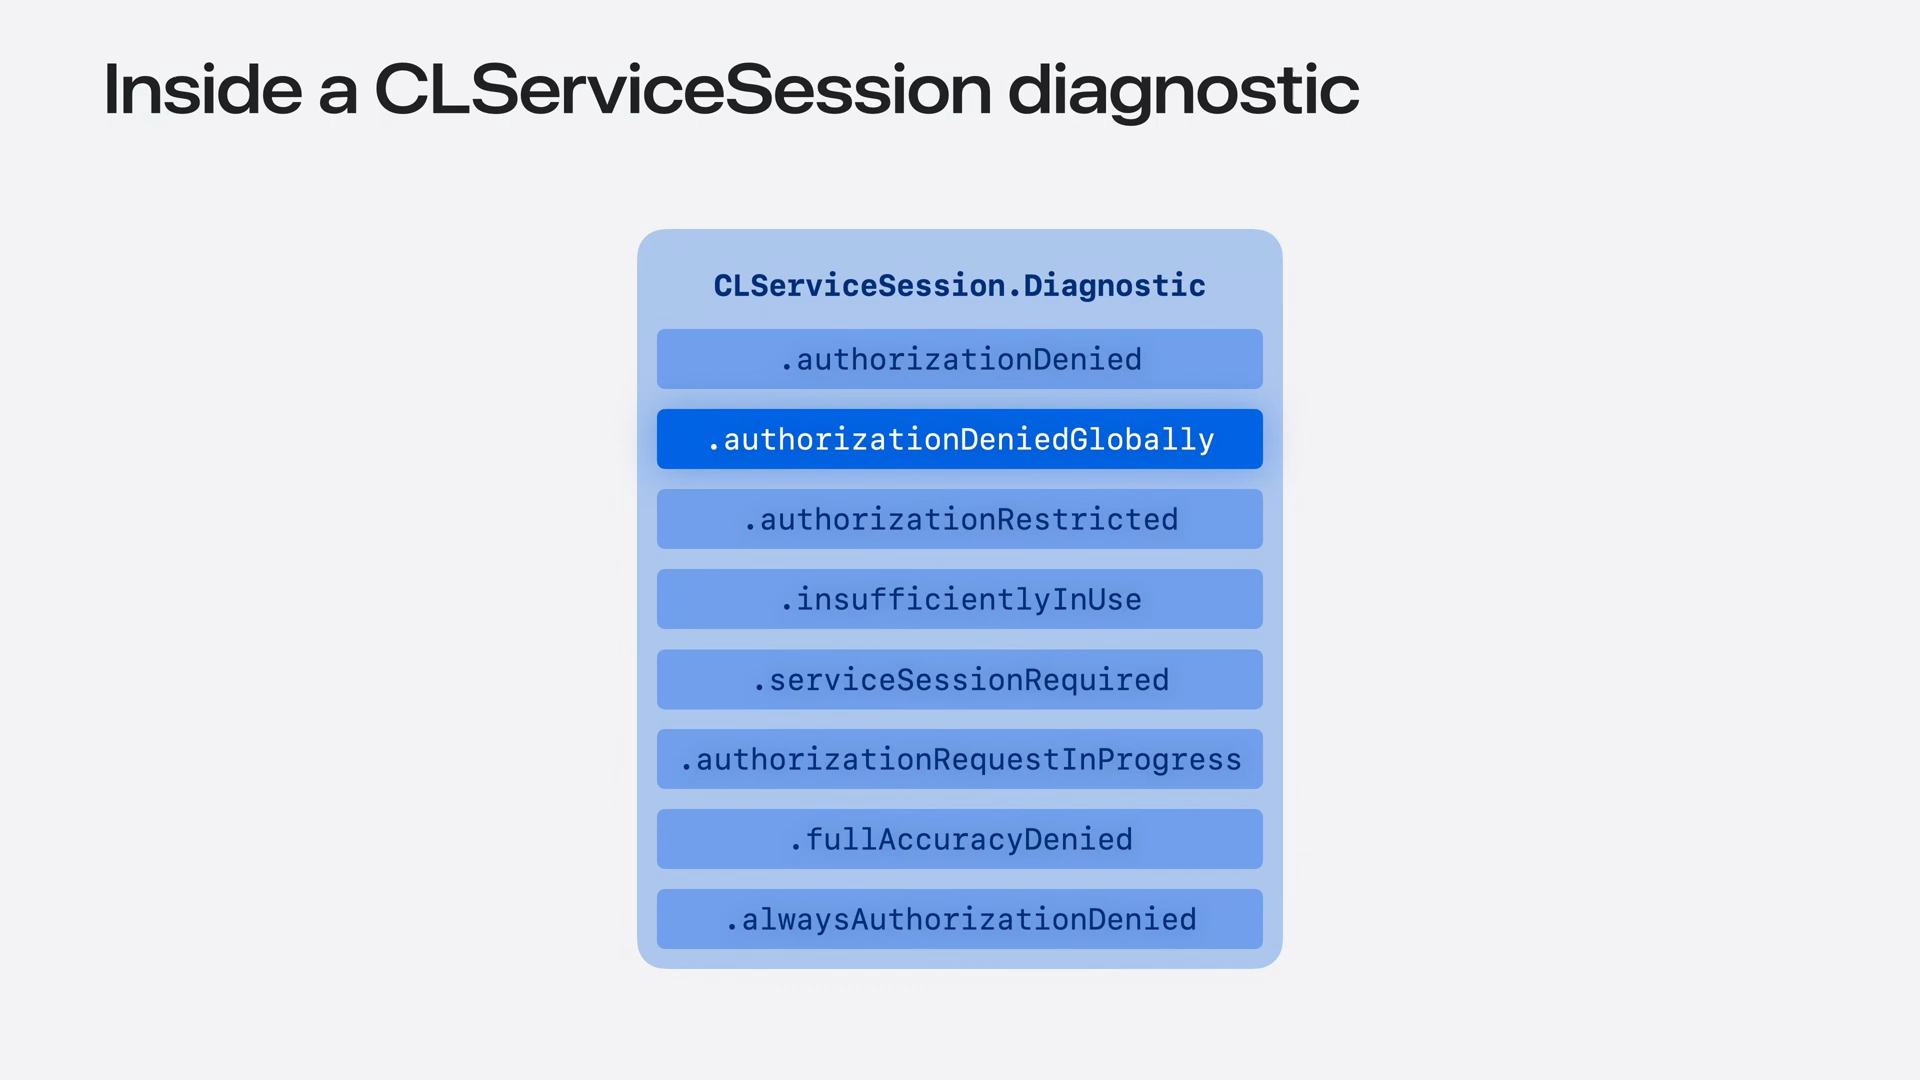 Inside a CLServiceSession diagnostic
CLServiceSession.Diagnostic
.authorizationDenied
.authorizationDeniedGlobally
.authorizationRestricted
.insufficientlyInUse
.serviceSessionRequired
.authorizationRequestInProgress
.fullAccuracyDenied
.alwaysAuthorizationDenied